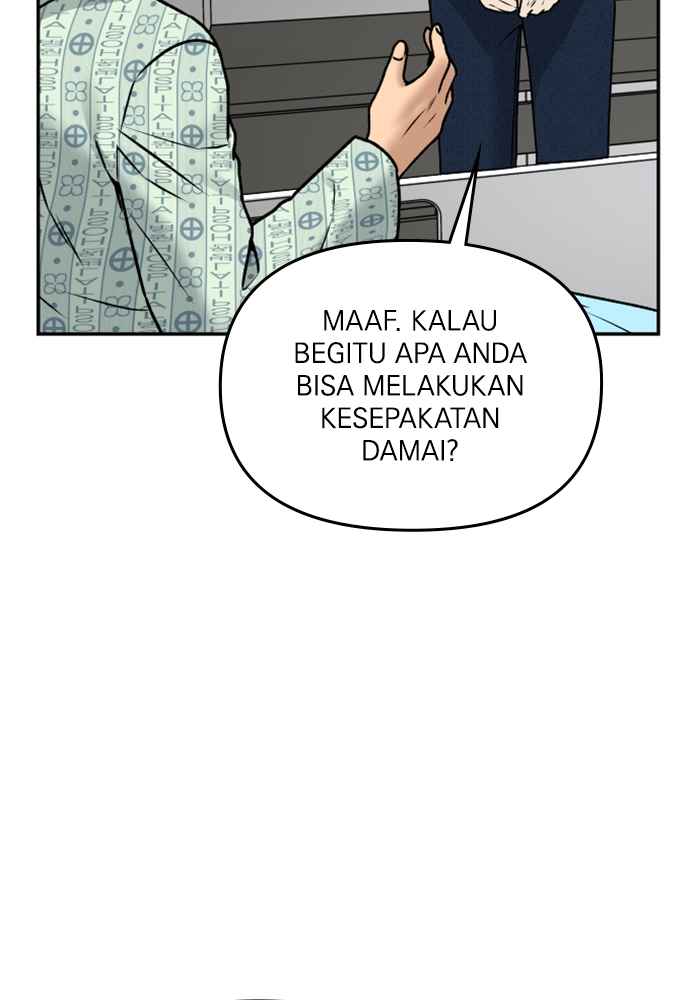 MAAF. KALAU
BEGITU APA ANDA
BISA MELAKUKAN
KESEPAKATAN
DAMAI?